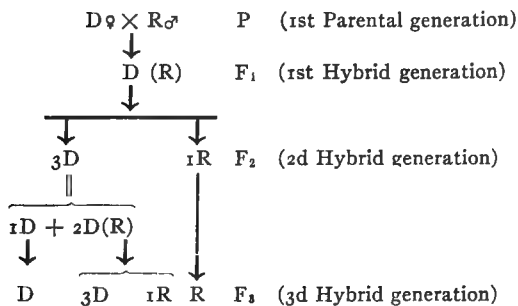 D♀ × R♂ P (1st Parental generation)
D (R) F₁ (1st Hybrid generation)
3D 1R F₂ (2d Hybrid generation)
1D + 2D(R)
D 3D 1R R F₃ (3d Hybrid generation)